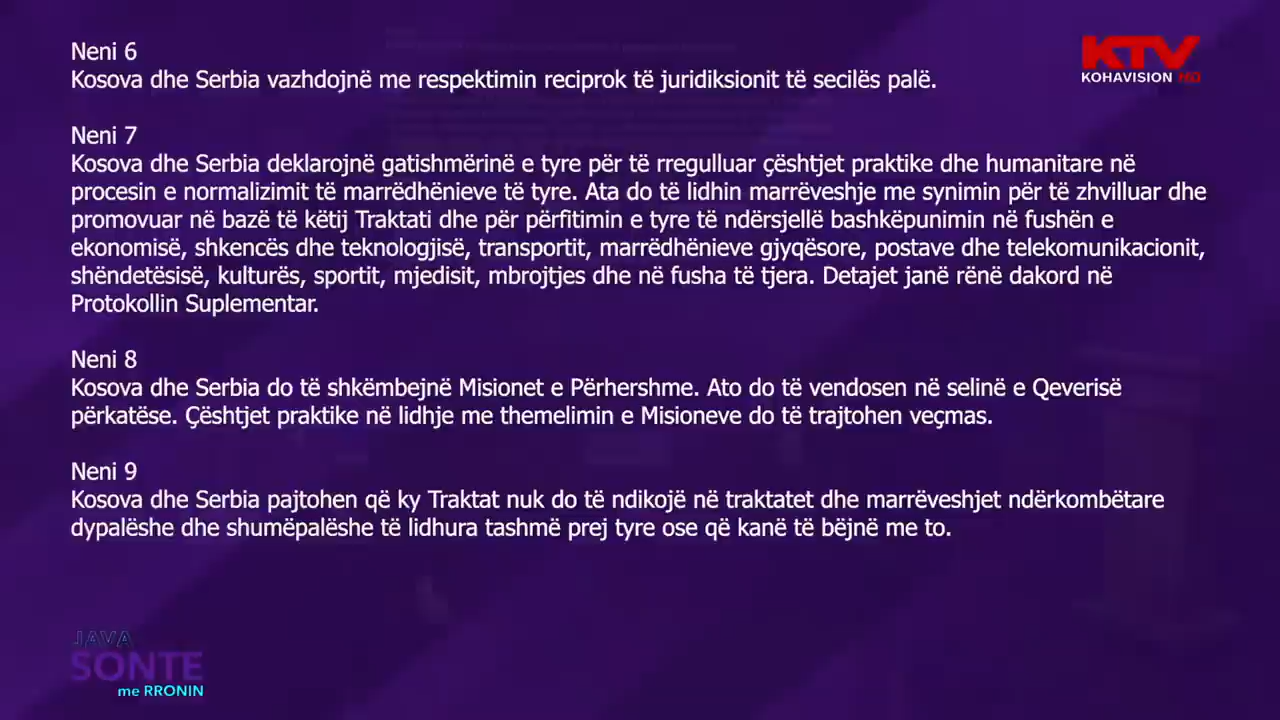 Neni 6
Kosova dhe Serbia vazhdojnë me respektimin reciprok të juridiksionit të secilës palë.
Neni 7
Kosova dhe Serbia deklarojnë gatishmërinë e tyre për të rregulluar çështjet praktike dhe humanitare në
procesin e normalizimit të marrëdhënieve të tyre. Ata do të lidhin marrëveshje me synimin për të zhvilluar dhe
promovuar në bazë të këtij Traktati dhe për përfitimin e tyre të ndërsjellë bashkëpunimin në fushën e
ekonomisë, shkencës dhe teknologjisë, transportit, marrëdhënieve gjyqësore, postave dhe telekomunikacionit,
shëndetësisë, kulturës, sportit, mjedisit, mbrojtjes dhe në fusha të tjera. Detajet janë rënë dakord në
Protokollin Suplementar.
Neni 8
Kosova dhe Serbia do të shkëmbejnë Misionet e Përhershme. Ato do të vendosen në selinë e Qeverisë
përkatëse. Çështjet praktike në lidhje me themelimin e Misioneve do të trajtohen veçmas.
Neni 9
Kosova dhe Serbia pajtohen që ky Traktat nuk do të ndikojë në traktatet dhe marrëveshjet ndërkombëtare
dypalëshe dhe shumëpalëshe të lidhura tashmë prej tyre ose që kanë të bëjnë me to.
KTV
KOHAVISION HD
JAVA
SONTE
me RRONIN